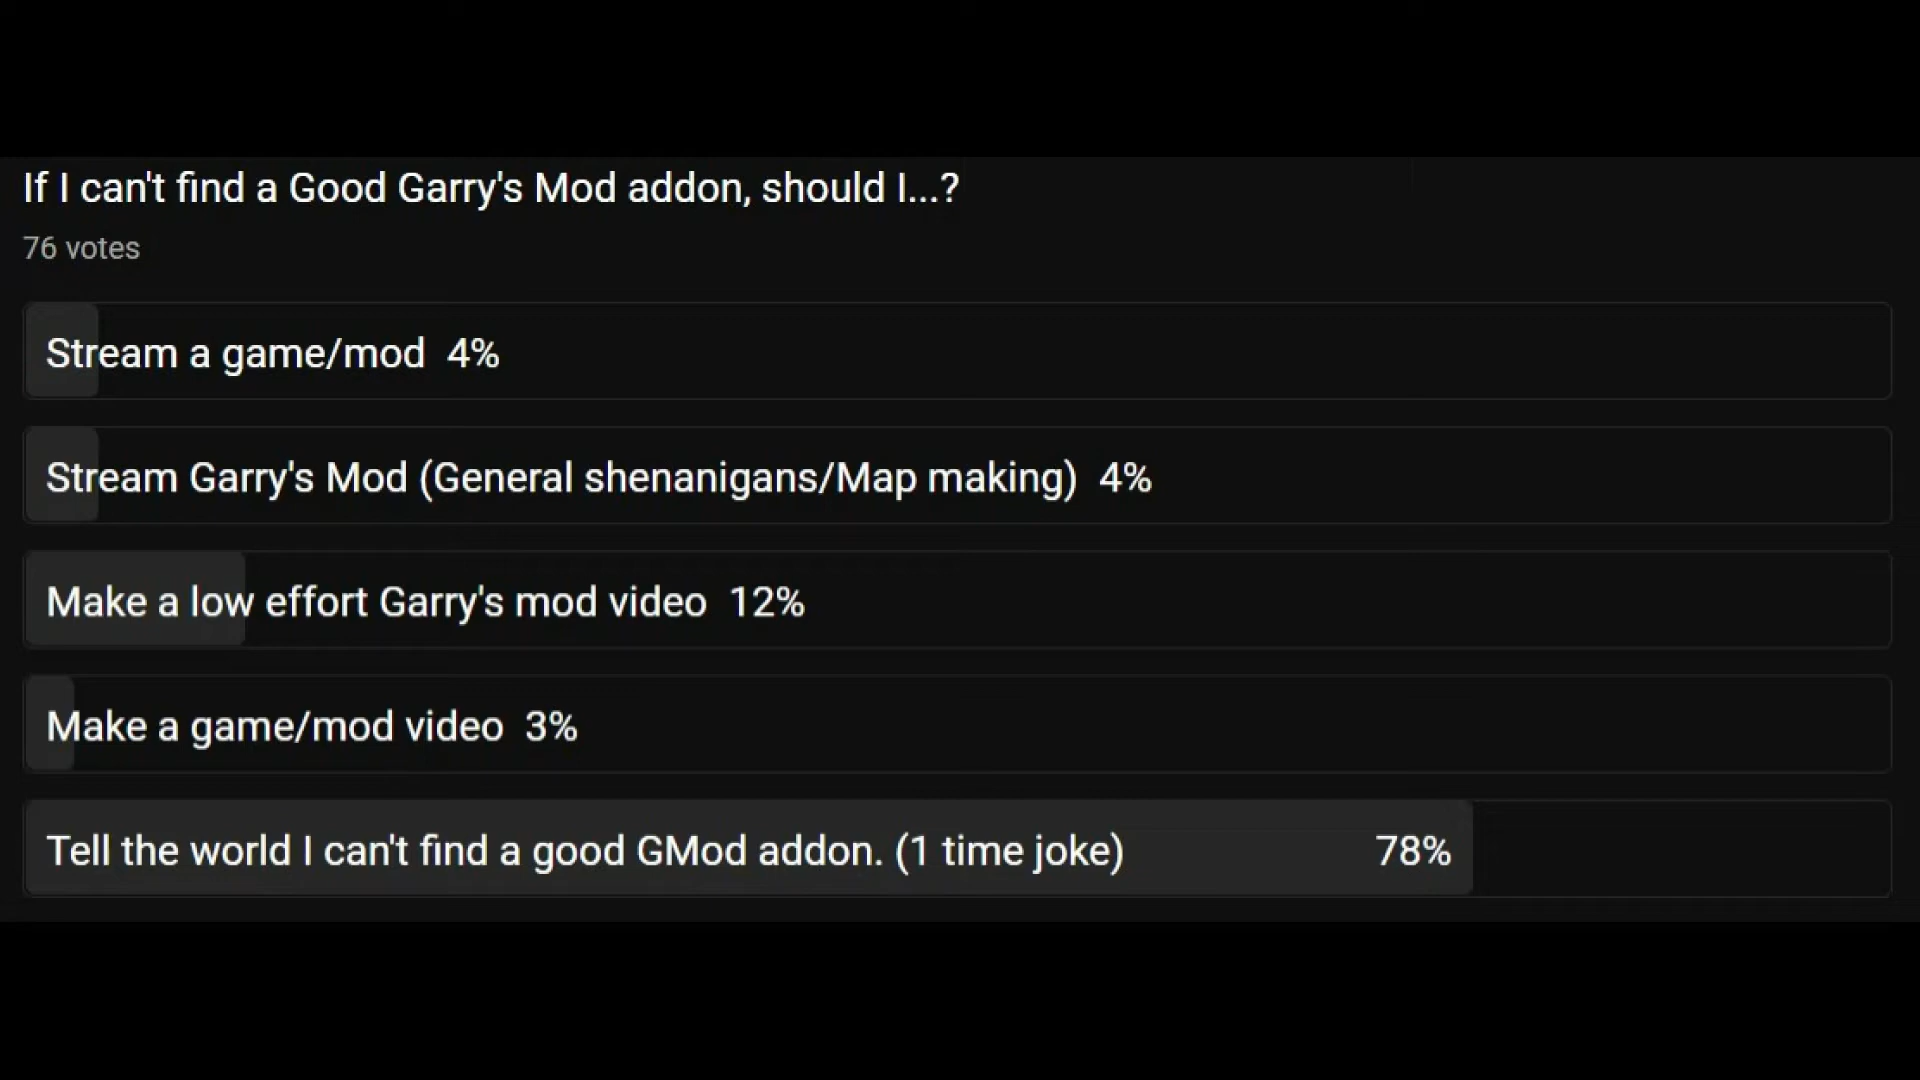 If I can't find a Good Garry's Mod addon, should I...?
76 votes
Stream a game/mod 4%
Stream Garry's Mod (General shenanigans/Map making) 4%
Make a low effort Garry's mod video 12%
Make a game/mod video 3%
Tell the world I can't find a good GMod addon. (1 time joke) 78%